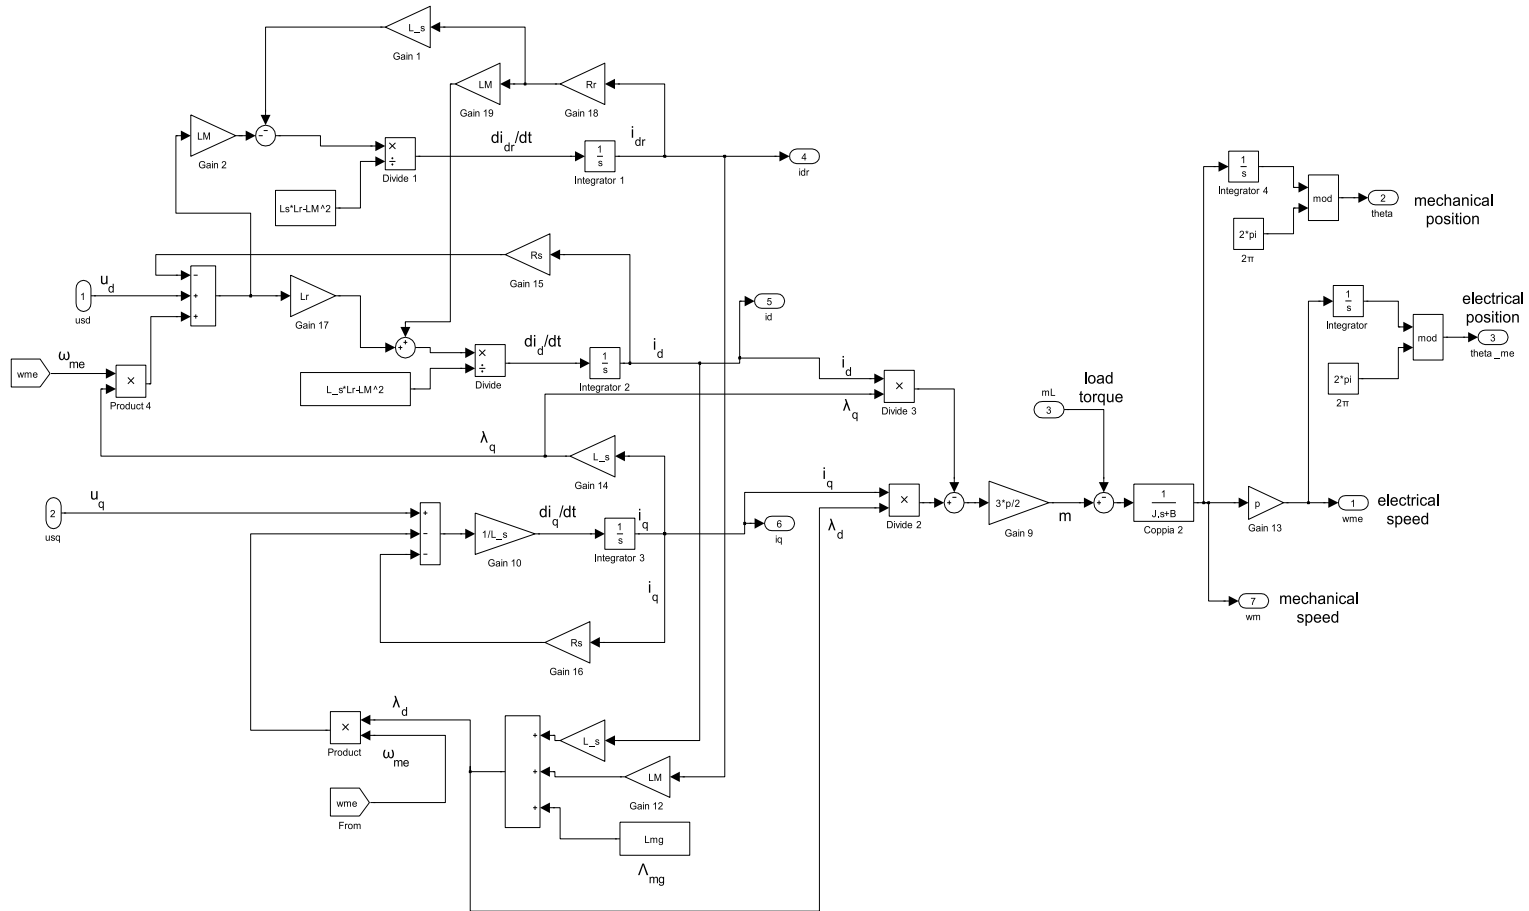 L_s
Gain 1
LM
Gain 19
Rr
Gain 18
LM
Gain 2
−
−
×
÷
Divide 1
di_dr/dt
1
s
Integrator 1
i_dr
4
idr
Ls*Lr-LM^2
1
s
Integrator 4
mod
2
theta
mechanical
position
2*pi
2π
Rs
Gain 15
u_d
1
usd
−
+
+
Lr
Gain 17
+
+
×
÷
Divide
di_d/dt
1
s
Integrator 2
i_d
5
id
L_s*Lr-LM^2
1
s
Integrator
mod
electrical
position
3
theta_me
2*pi
2π
ω_me
wme
×
Product 4
i_d
×
Divide 3
λ_q
mL
3
load
torque
λ_q
L_s
Gain 14
u_q
2
usq
+
−
−
1/L_s
Gain 10
di_q/dt
1
s
Integrator 3
i_q
6
iq
i_q
×
Divide 2
λ_d
−
+
3*p/2
Gain 9
m
−
+
1
J,s+B
Coppia 2
p
Gain 13
1
wme
electrical
speed
7
wm
mechanical
speed
i_q
Rs
Gain 16
λ_d
×
Product
ω_me
wme
From
+
+
+
L_s
LM
Gain 12
Lmg
Λ_mg